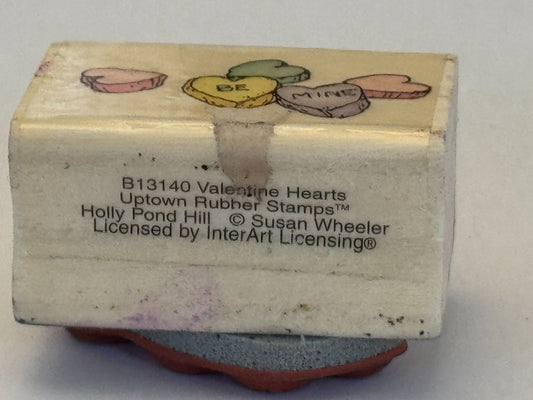 BE
MINE
B13140 Valentine Hearts
Uptown Rubber Stamps™
Holly Pond Hill © Susan Wheeler
Licensed by InterArt Licensing®